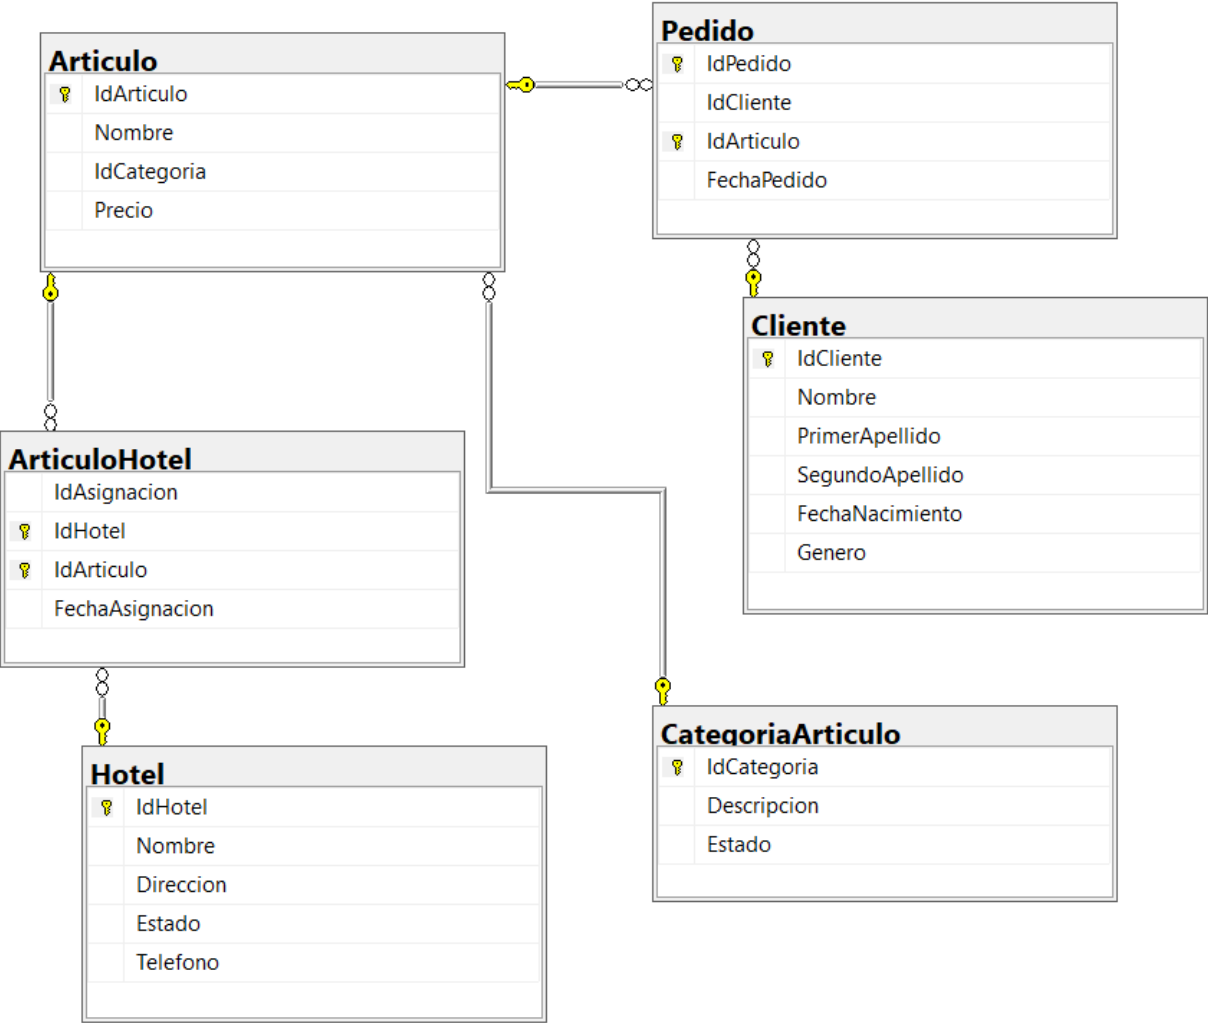 Articulo
IdArticulo
Nombre
IdCategoria
Precio
Pedido
IdPedido
IdCliente
IdArticulo
FechaPedido
Cliente
IdCliente
Nombre
PrimerApellido
SegundoApellido
FechaNacimiento
Genero
ArticuloHotel
IdAsignacion
IdHotel
IdArticulo
FechaAsignacion
Hotel
IdHotel
Nombre
Direccion
Estado
Telefono
CategoriaArticulo
IdCategoria
Descripcion
Estado